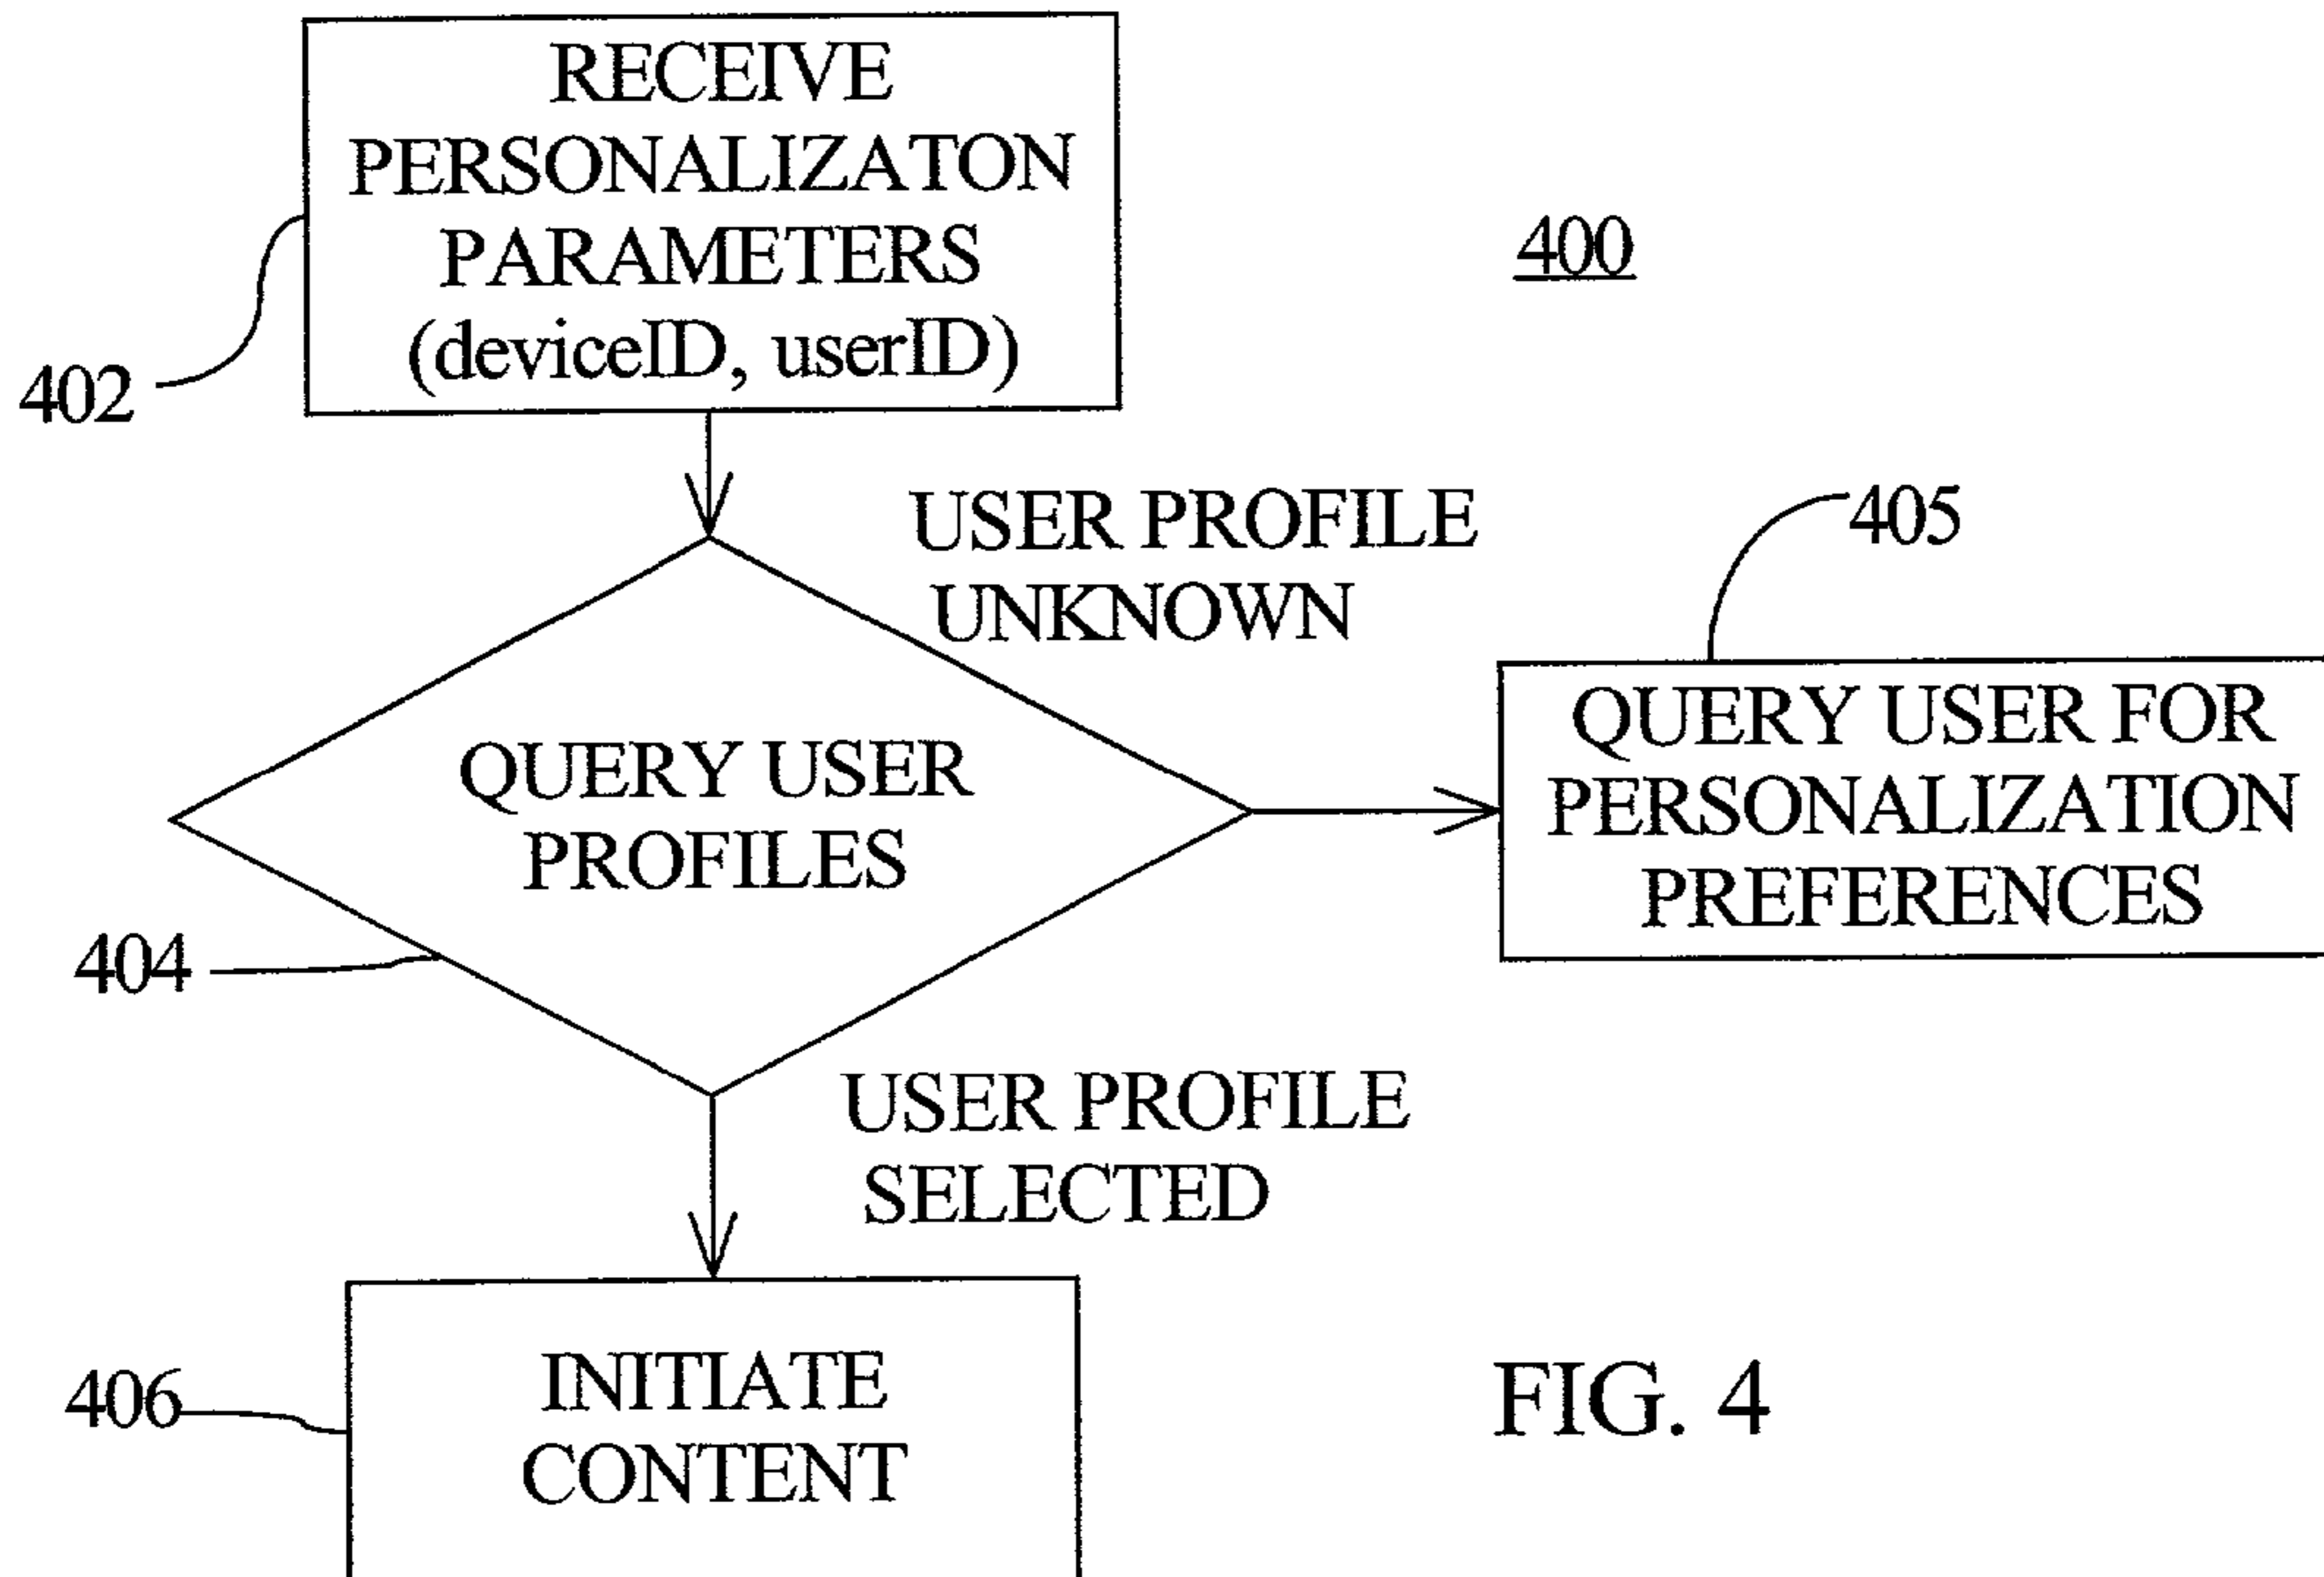 RECEIVE
PERSONALIZATON
PARAMETERS
(deviceID, userID)
400
402
USER PROFILE
UNKNOWN
405
QUERY USER
PROFILES
QUERY USER FOR
PERSONALIZATION
PREFERENCES
404
USER PROFILE
SELECTED
406
INITIATE
CONTENT
FIG. 4